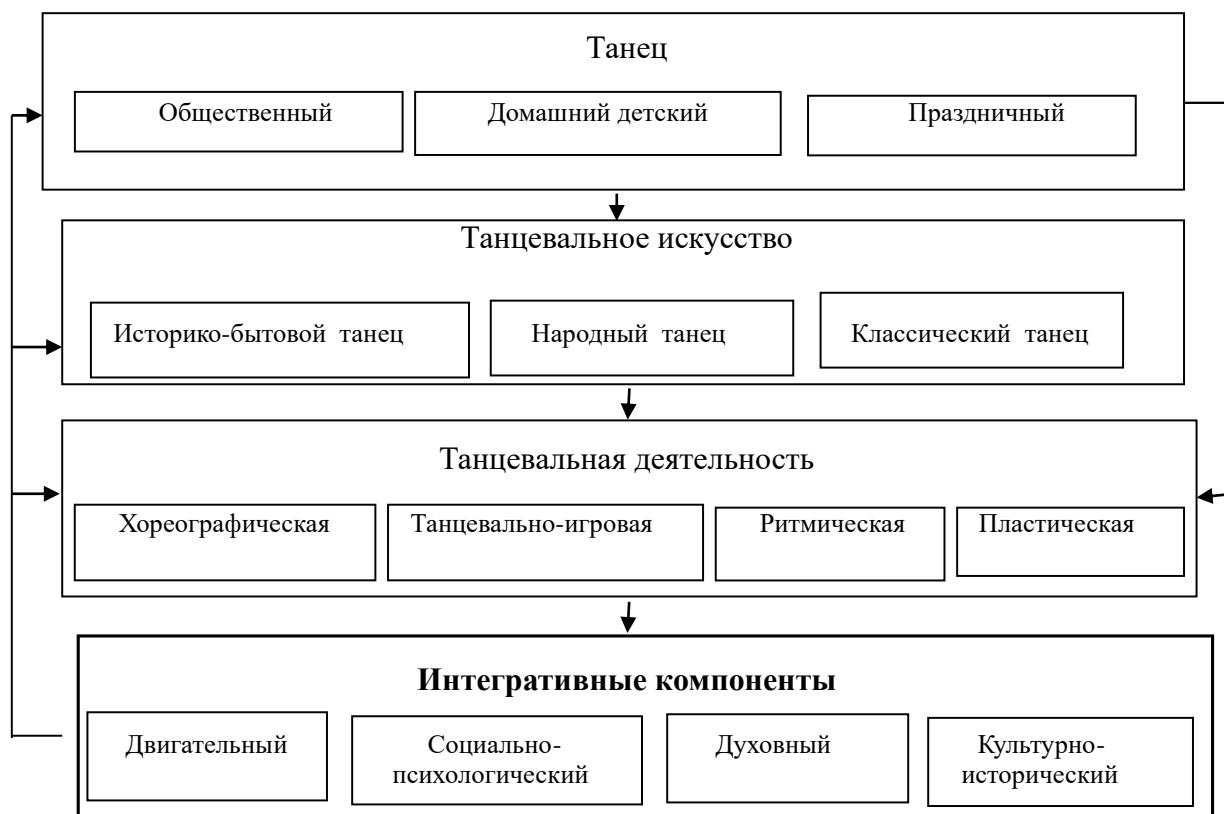 Танец
Общественный
Домашний детский
Праздничный
Танцевальное искусство
Историко-бытовой танец
Народный танец
Классический танец
Танцевальная деятельность
Хореографическая
Танцевально-игровая
Ритмическая
Пластическая
Интегративные компоненты
Двигательный
Социально-
психологический
Духовный
Культурно-
исторический